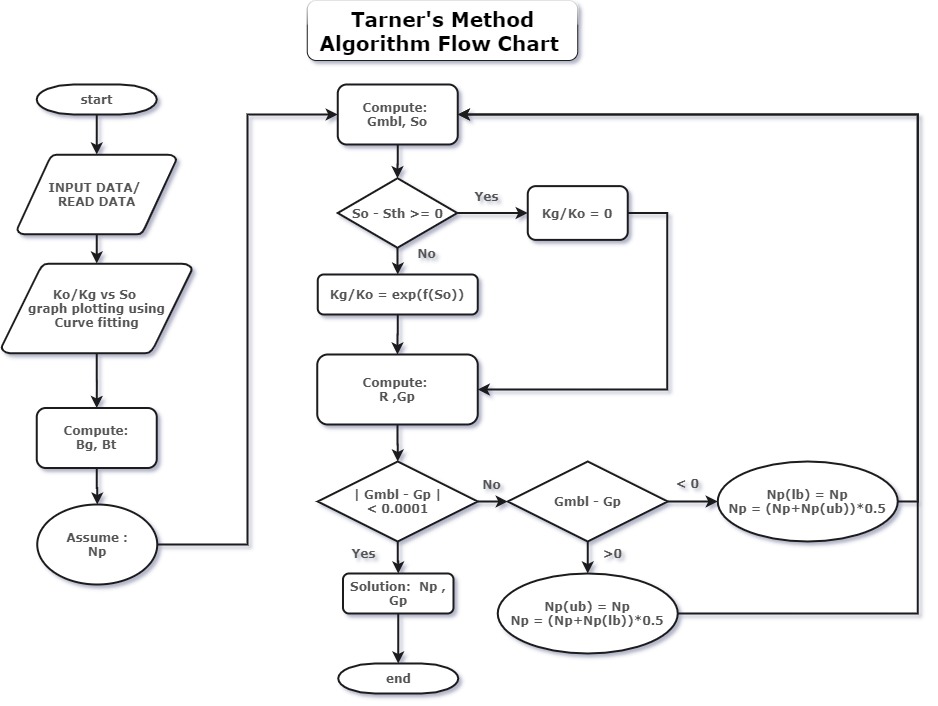 Tarner's Method
Algorithm Flow Chart
start
INPUT DATA/
READ DATA
Ko/Kg vs So
graph plotting using
Curve fitting
Compute:
Bg, Bt
Assume :
Np
Compute:
Gmbl, So
So - Sth >= 0
Yes
Kg/Ko = 0
No
Kg/Ko = exp(f(So))
Compute:
R ,Gp
| Gmbl - Gp |
< 0.0001
No
Gmbl - Gp
< 0
Np(lb) = Np
Np = (Np+Np(ub))*0.5
Yes
>0
Solution:  Np ,
Gp
Np(ub) = Np
Np = (Np+Np(lb))*0.5
end